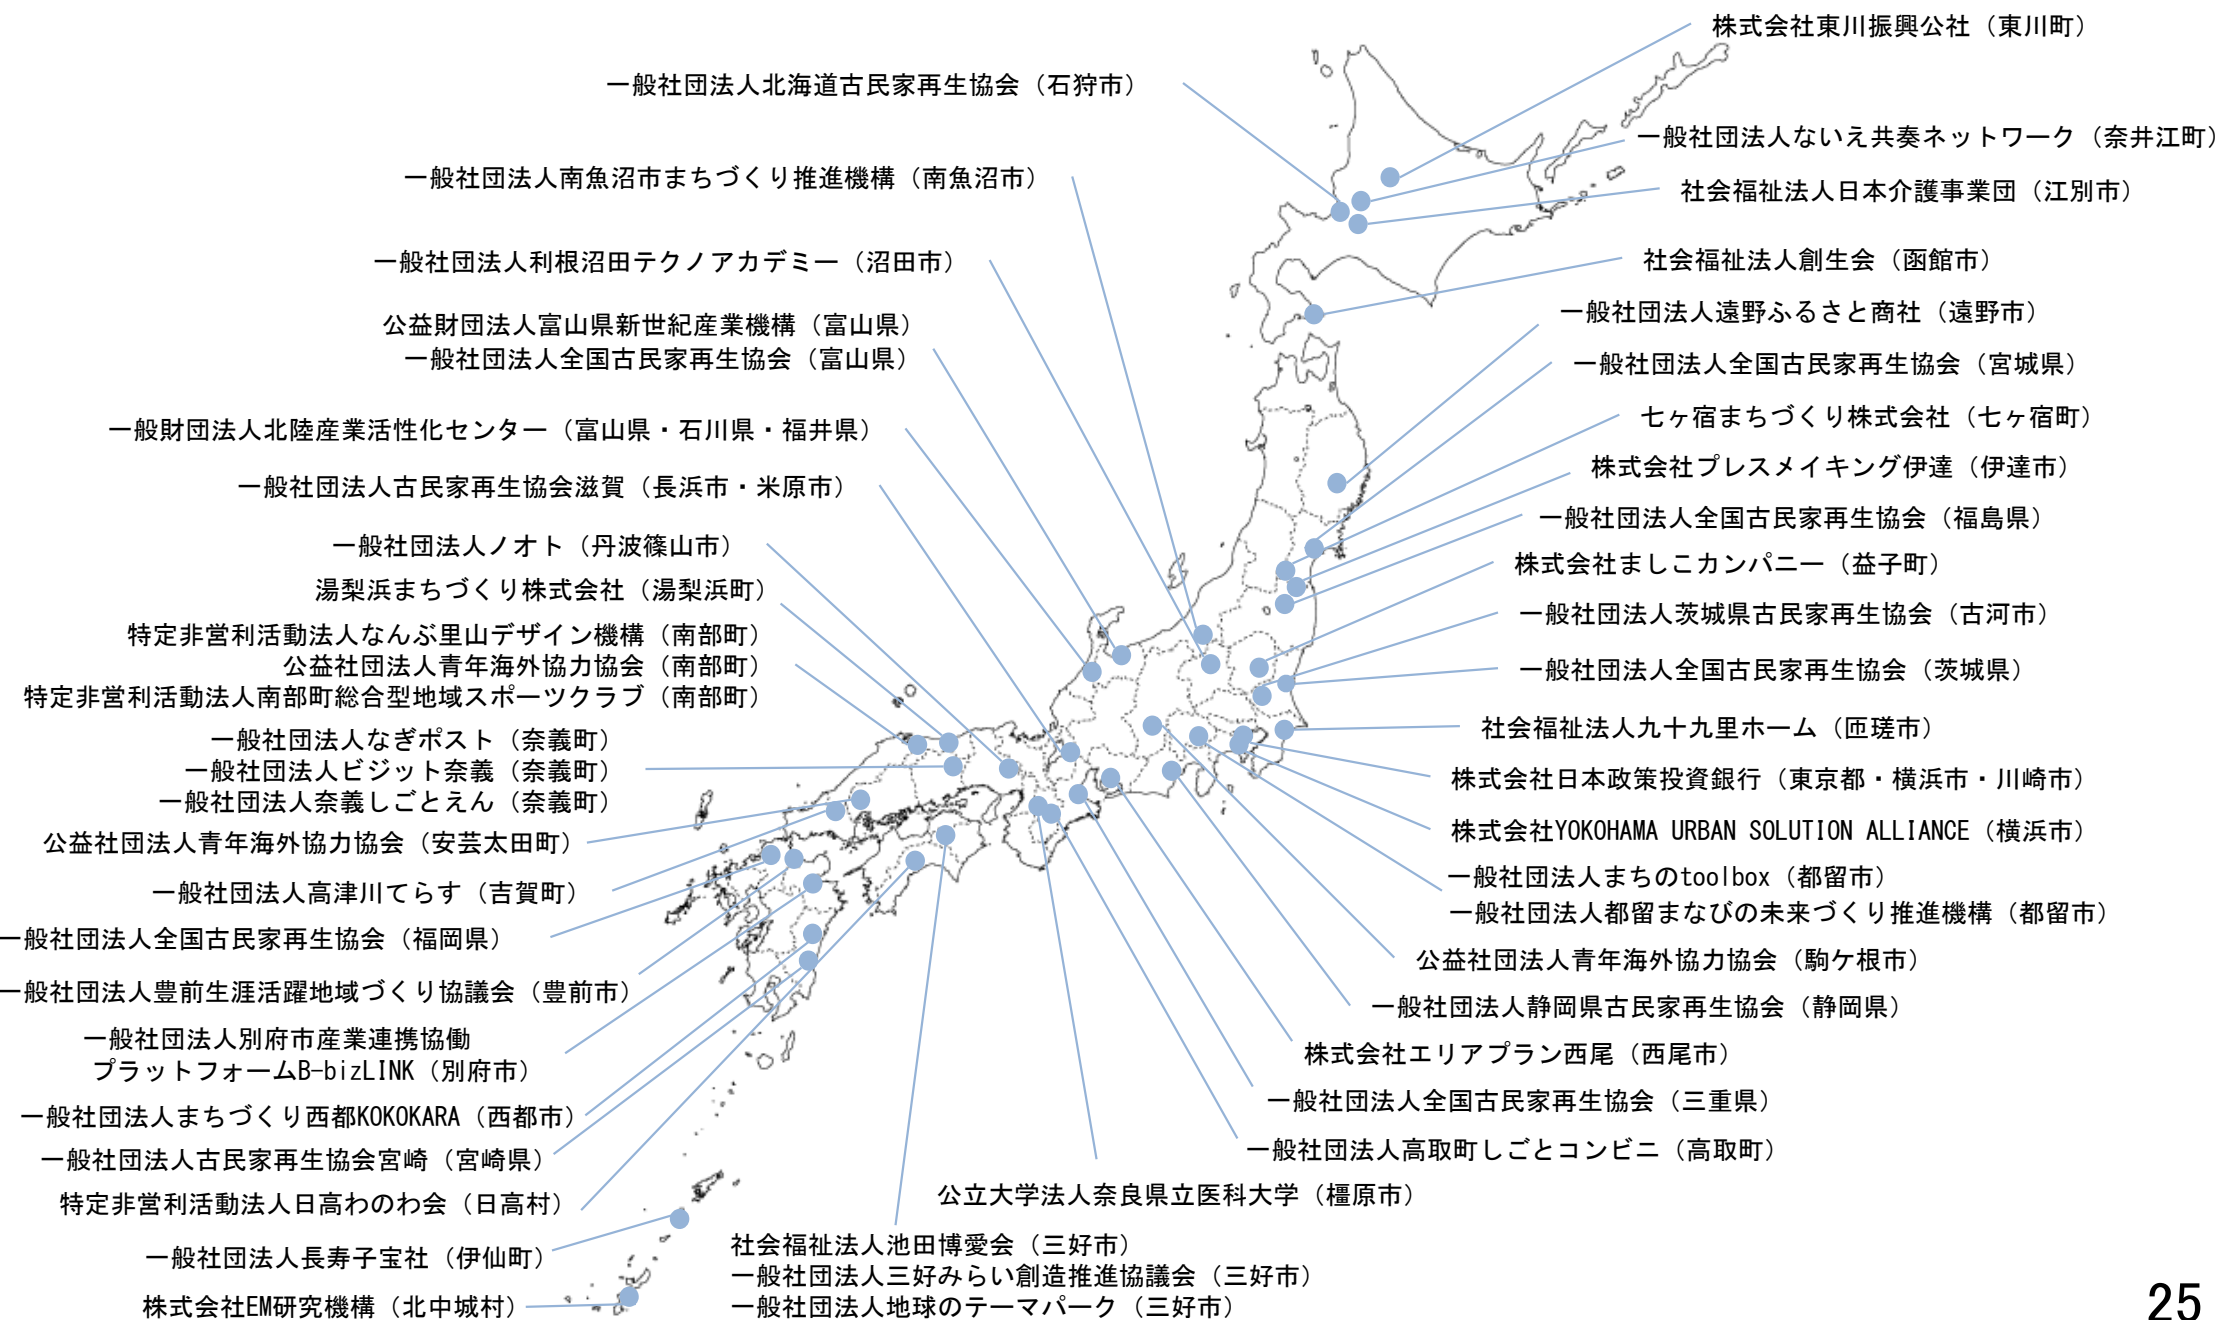 株式会社東川振興公社（東川町）
一般社団法人北海道古民家再生協会（石狩市）
一般社団法人ないえ共奏ネットワーク（奈井江町）
一般社団法人南魚沼市まちづくり推進機構（南魚沼市）
社会福祉法人日本介護事業団（江別市）
一般社団法人利根沼田テクノアカデミー（沼田市）
社会福祉法人創生会（函館市）
公益財団法人富山県新世紀産業機構（富山県）
一般社団法人全国古民家再生協会（富山県）
一般社団法人遠野ふるさと商社（遠野市）
一般社団法人全国古民家再生協会（宮城県）
一般財団法人北陸産業活性化センター（富山県・石川県・福井県）
七ヶ宿まちづくり株式会社（七ヶ宿町）
一般社団法人古民家再生協会滋賀（長浜市・米原市）
株式会社プレスメイキング伊達（伊達市）
一般社団法人全国古民家再生協会（福島県）
一般社団法人ノオト（丹波篠山市）
株式会社ましこカンパニー（益子町）
湯梨浜まちづくり株式会社（湯梨浜町）
一般社団法人茨城県古民家再生協会（古河市）
特定非営利活動法人なんぶ里山デザイン機構（南部町）
公益社団法人青年海外協力協会（南部町）
特定非営利活動法人南部町総合型地域スポーツクラブ（南部町）
一般社団法人全国古民家再生協会（茨城県）
社会福祉法人九十九里ホーム（匝瑳市）
一般社団法人なぎポスト（奈義町）
一般社団法人ビジット奈義（奈義町）
一般社団法人奈義しごとえん（奈義町）
株式会社日本政策投資銀行（東京都・横浜市・川崎市）
株式会社YOKOHAMA URBAN SOLUTION ALLIANCE（横浜市）
公益社団法人青年海外協力協会（安芸太田町）
一般社団法人まちのtoolbox（都留市）
一般社団法人都留まなびの未来づくり推進機構（都留市）
一般社団法人高津川てらす（吉賀町）
一般社団法人全国古民家再生協会（福岡県）
公益社団法人青年海外協力協会（駒ケ根市）
一般社団法人豊前生涯活躍地域づくり協議会（豊前市）
一般社団法人静岡県古民家再生協会（静岡県）
一般社団法人別府市産業連携協働
プラットフォームB-bizLINK（別府市）
株式会社エリアプラン西尾（西尾市）
一般社団法人まちづくり西都KOKOKARA（西都市）
一般社団法人全国古民家再生協会（三重県）
一般社団法人古民家再生協会宮崎（宮崎県）
一般社団法人高取町しごとコンビニ（高取町）
特定非営利活動法人日高わのわ会（日高村）
公立大学法人奈良県立医科大学（橿原市）
一般社団法人長寿子宝社（伊仙町）
社会福祉法人池田博愛会（三好市）
一般社団法人三好みらい創造推進協議会（三好市）
一般社団法人地球のテーマパーク（三好市）
株式会社EM研究機構（北中城村）
25